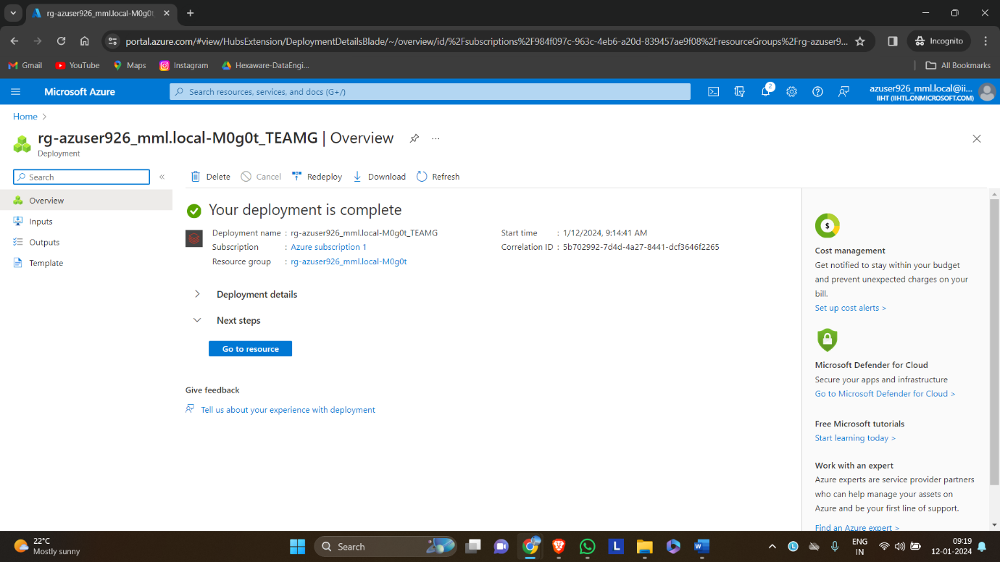 rg-azuser926_mml.local-M0g0t
portal.azure.com/#view/HubsExtension/DeploymentDetailsBlade/~/overview/id/%2Fsubscriptions%2F984f097c-963c-4eb6-a20d-839457ae9f08%2FresourceGroups%2Frg-azuser9...
Incognito
Gmail
YouTube
Maps
Instagram
Hexaware-DataEngi...
All Bookmarks
Microsoft Azure
Search resources, services, and docs (G+/)
2
azuser926_mml.local@ii...
IIHT (IIHTL.ONMICROSOFT.COM)
Home
rg-azuser926_mml.local-M0g0t_TEAMG | Overview
Deployment
Search
Delete
Cancel
Redeploy
Download
Refresh
Overview
Inputs
Outputs
Template
Your deployment is complete
Deployment name : rg-azuser926_mml.local-M0g0t_TEAMG
Subscription : Azure subscription 1
Resource group : rg-azuser926_mml.local-M0g0t
Start time : 1/12/2024, 9:14:41 AM
Correlation ID : 5b702992-7d4d-4a27-8441-dcf3646f2265
Deployment details
Next steps
Go to resource
Give feedback
Tell us about your experience with deployment
$
Cost management
Get notified to stay within your budget
and prevent unexpected charges on your
bill.
Set up cost alerts >
Microsoft Defender for Cloud
Secure your apps and infrastructure
Go to Microsoft Defender for Cloud >
Free Microsoft tutorials
Start learning today >
Work with an expert
Azure experts are service provider partners
who can help manage your assets on
Azure and be your first line of support.
Find an Azure expert >
22°C
Mostly sunny
Search
L
W
ENG
IN
09:19
12-01-2024